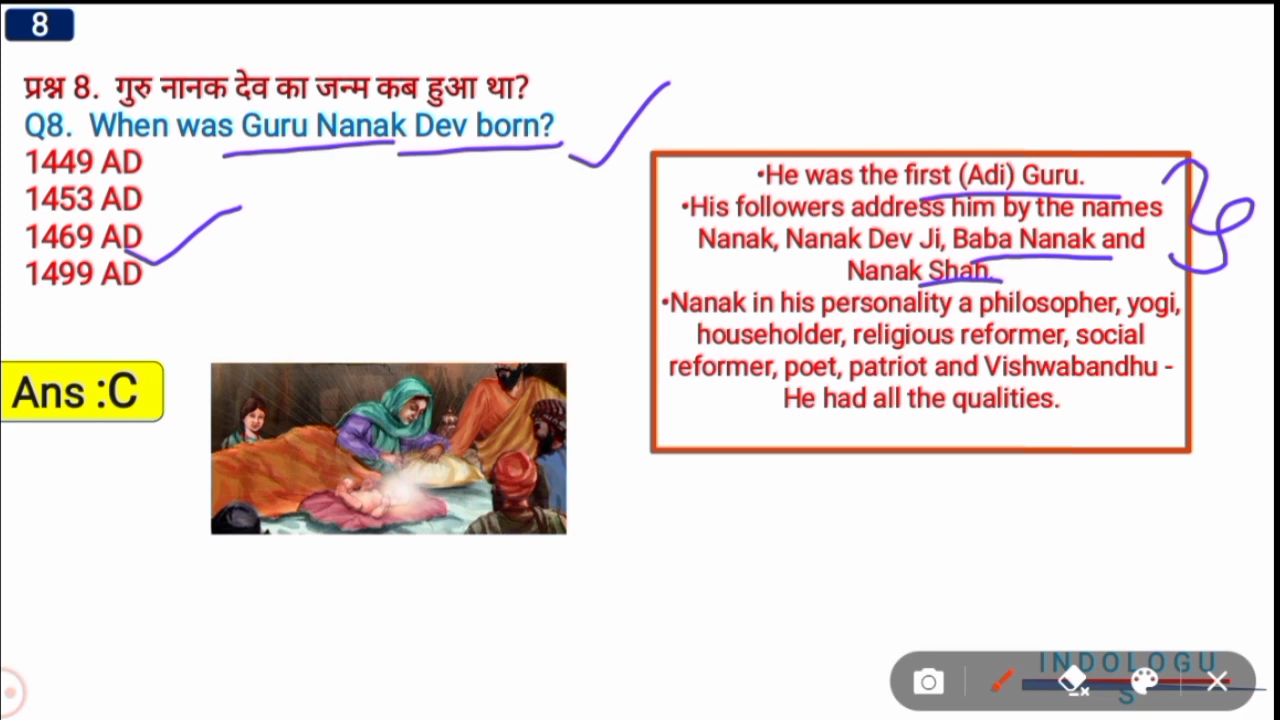 8
प्रश्न 8. गुरु नानक देव का जन्म कब हुआ था?
Q8. When was Guru Nanak Dev born?
1449 AD
1453 AD
1469 AD
1499 AD
Ans :C
•He was the first (Adi) Guru.
•His followers address him by the names
Nanak, Nanak Dev Ji, Baba Nanak and
Nanak Shah.
•Nanak in his personality a philosopher, yogi,
householder, religious reformer, social
reformer, poet, patriot and Vishwabandhu -
He had all the qualities.
INDOLOGU
S